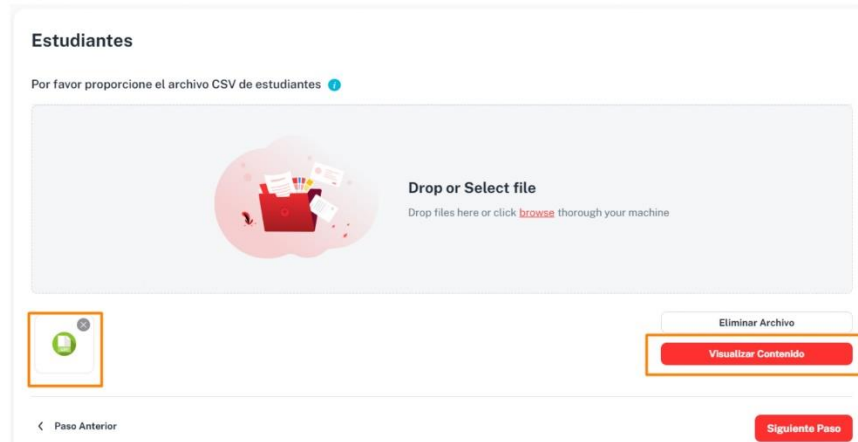 Estudiantes
Por favor proporcione el archivo CSV de estudiantes
Drop or Select file
Drop files here or click browse thorough your machine
Eliminar Archivo
Visualizar Contenido
Paso Anterior
Siguiente Paso